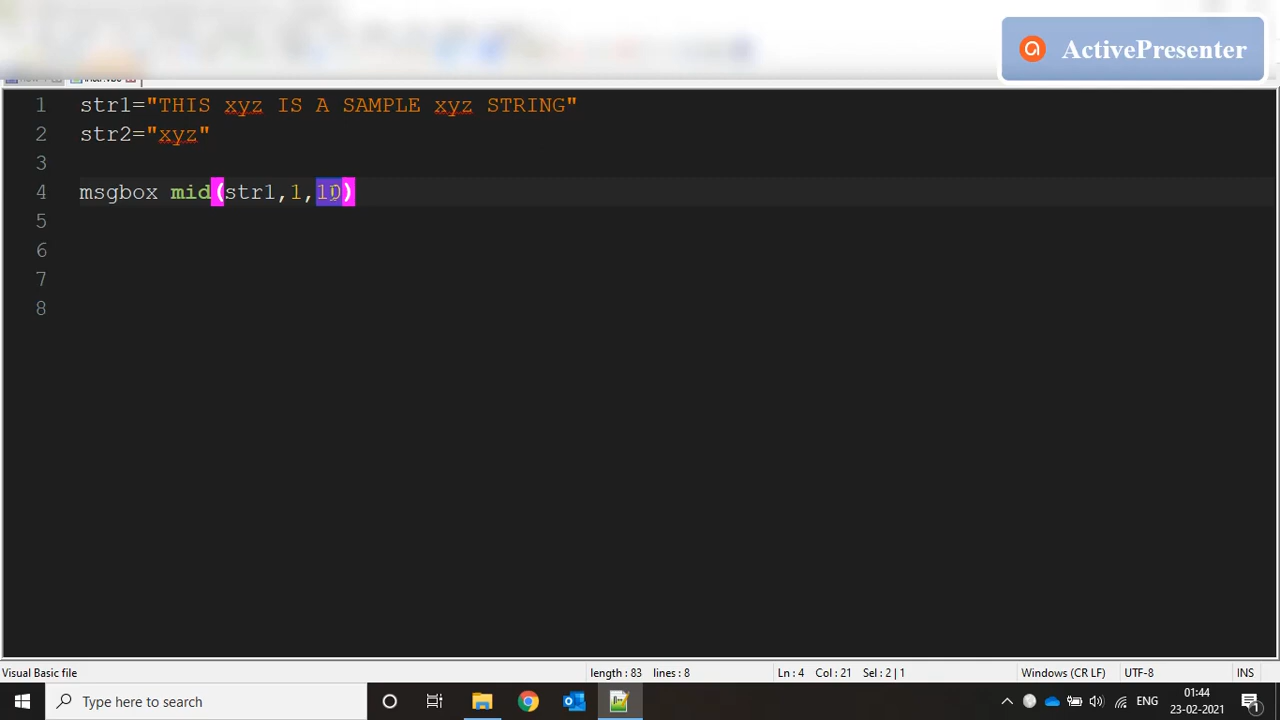 ActivePresenter
1 str1="THIS xyz IS A SAMPLE xyz STRING"
2 str2="xyz"
3
4 msgbox mid(str1,1,10)
5
6
7
8
Visual Basic file length : 83 lines : 8 Ln : 4 Col : 21 Sel : 2 | 1 Windows (CR LF) UTF-8 INS
Type here to search ENG 01:44
23-02-2021